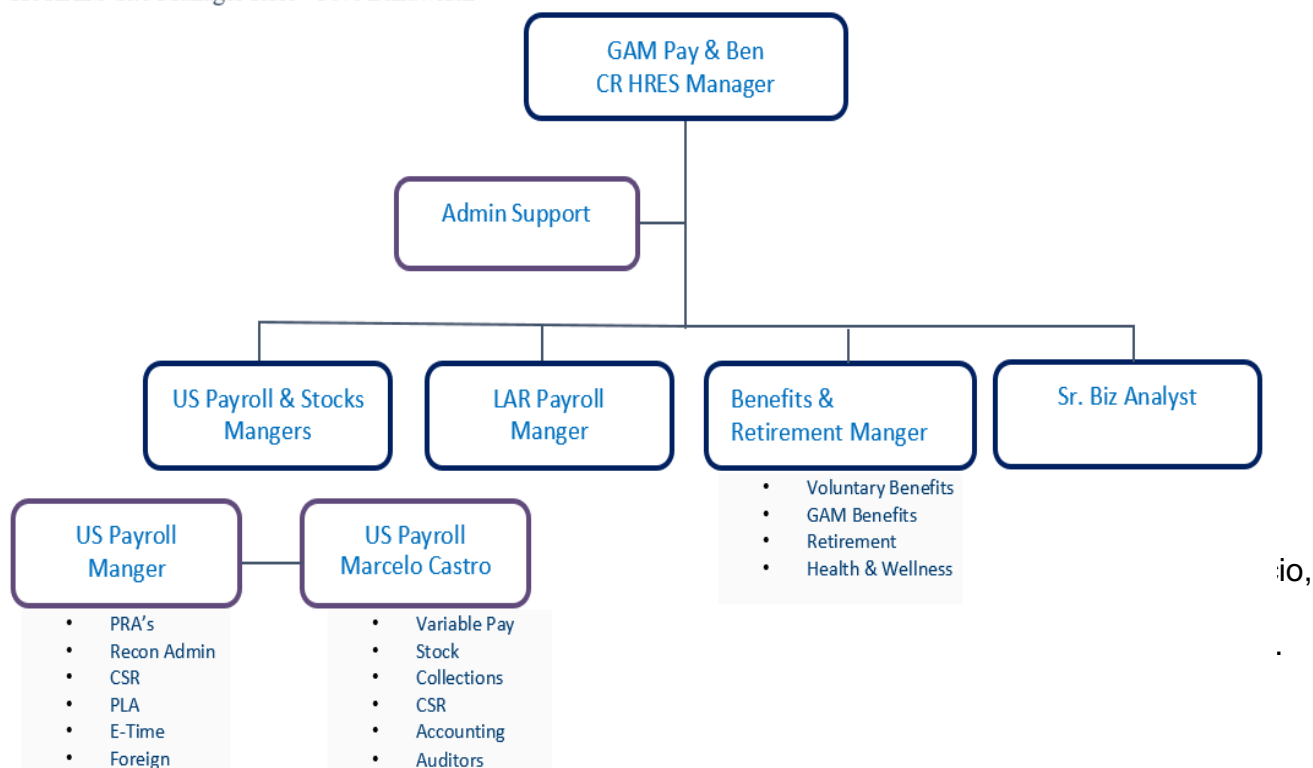 GAM Pay & Ben
CR HRES Manager
Admin Support
US Payroll & Stocks
Mangers
LAR Payroll
Manger
Benefits &
Retirement Manger
Sr. Biz Analyst
• Voluntary Benefits
• GAM Benefits
• Retirement
• Health & Wellness
US Payroll
Manger
US Payroll
Marcelo Castro
• PRA's
• Recon Admin
• CSR
• PLA
• E-Time
• Foreign
• Variable Pay
• Stock
• Collections
• CSR
• Accounting
• Auditors
io,
.